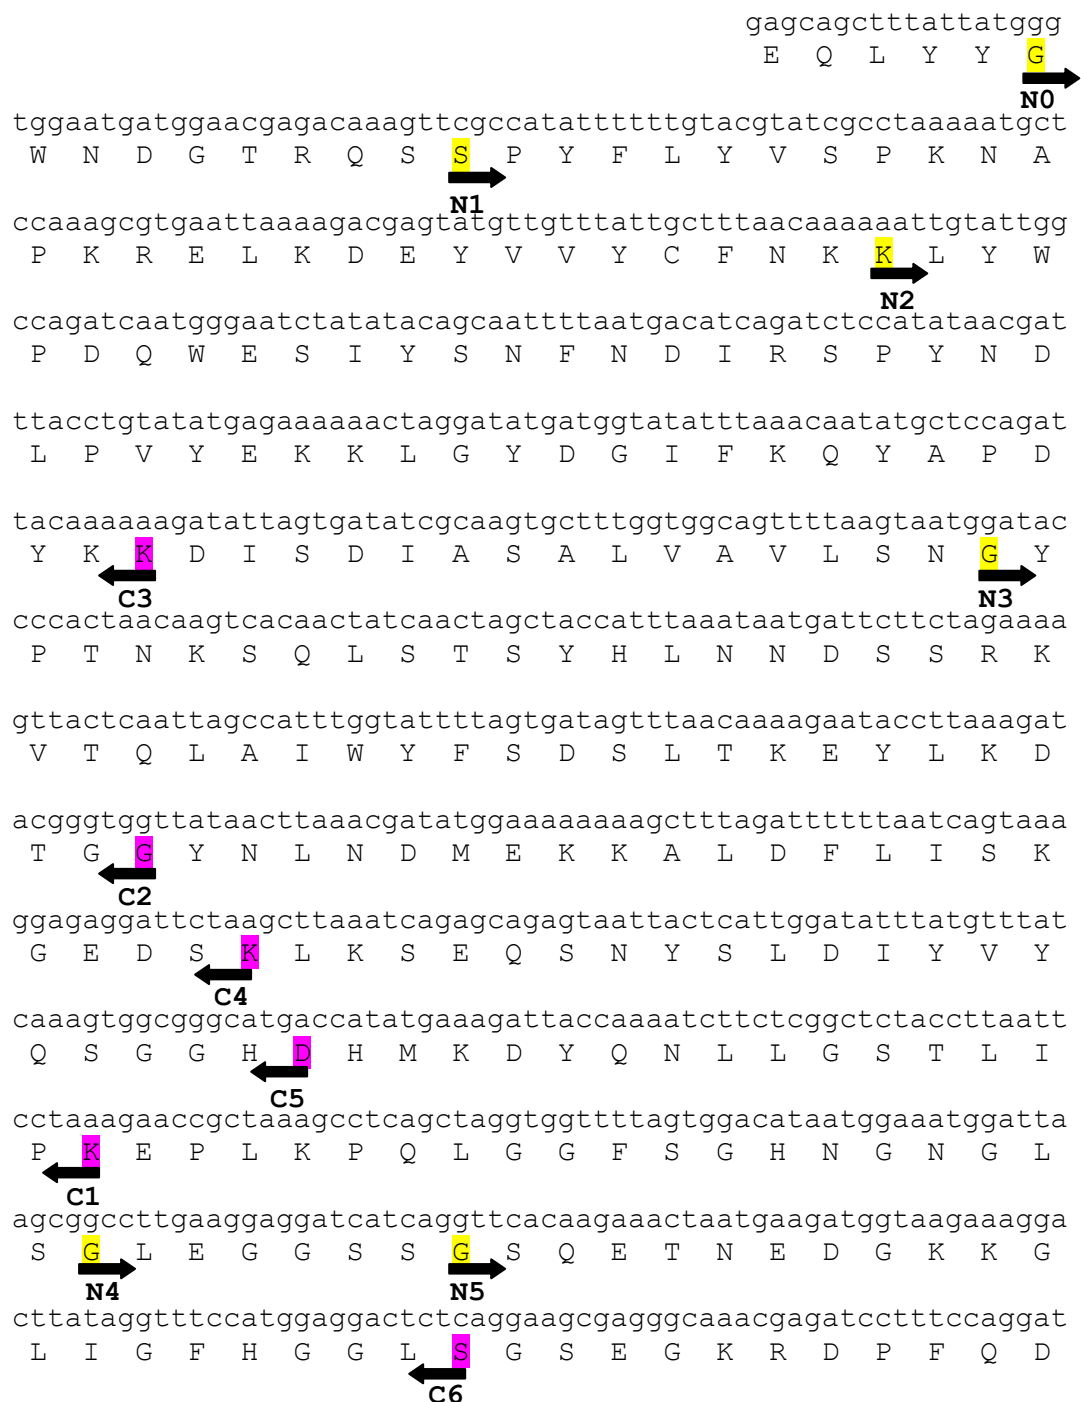 gagcagctttattatggg
E Q L Y Y G
N0
tggaatgatggaacgagacaaagttcgccatatttttttgtacgtatcgcctaaaaatgct
W N D G T R Q S S P Y F L Y V S P K N A
N1
ccaaagcgtgaattaaaagacgagtatgttgtttattgctttaacaaaaaattgtattgg
P K R E L K D E Y V V Y C F N K K L Y W
N2
ccagatcaatgggaatctatatacagcaattttaatgacatcagatctccatataacgat
P D Q W E S I Y S N F N D I R S P Y N D
ttacctgtatatgagaaaaaactaggatatgatggtatatttaaacaatatgctccagat
L P V Y E K K L G Y D G I F K Q Y A P D
tacaaaaaagatattagtgatatcgcaagtgctttggtggcagttttaagtaatggatac
Y K K D I S D I A S A L V A V L S N G Y
C3 N3
cccactaacaagtcacaactatcaactagctaccatttaaataatgattcttctagaaaa
P T N K S Q L S T S Y H L N N D S S R K
gttactcaattagccatttggtattttagtgatagtttaacaaaagaataccttaaagat
V T Q L A I W Y F S D S L T K E Y L K D
acgggtggttataacttaaacgatatggaaaaaaaagctttagattttttaatcagtaaa
T G G Y N L N D M E K K A L D F L I S K
C2
ggagaggattctaagcttaaatcagagcagagtaattactcattggatatttatgtttat
G E D S K L K S E Q S N Y S L D I Y V Y
C4
caaagtggcgggcatgaccatatgaaagattaccaaaatcttctcggctctaccttaatt
Q S G G H D H M K D Y Q N L L G S T L I
C5
cctaaagaaccgctaaagcctcagctaggtggttttagtggacataatggaaatggatta
P K E P L K P Q L G G F S G H N G N G L
C1
agcggccttgaaggaggatcatcaggttcacaagaaactaatgaagatggtaagaaagga
S G L E G G S S G S Q E T N E D G K K G
N4 N5
cttataggtttccatggaggactctcaggaagcgagggcaaacgagatcctttccaggat
L I G F H G G L S G S E G K R D P F Q D
C6